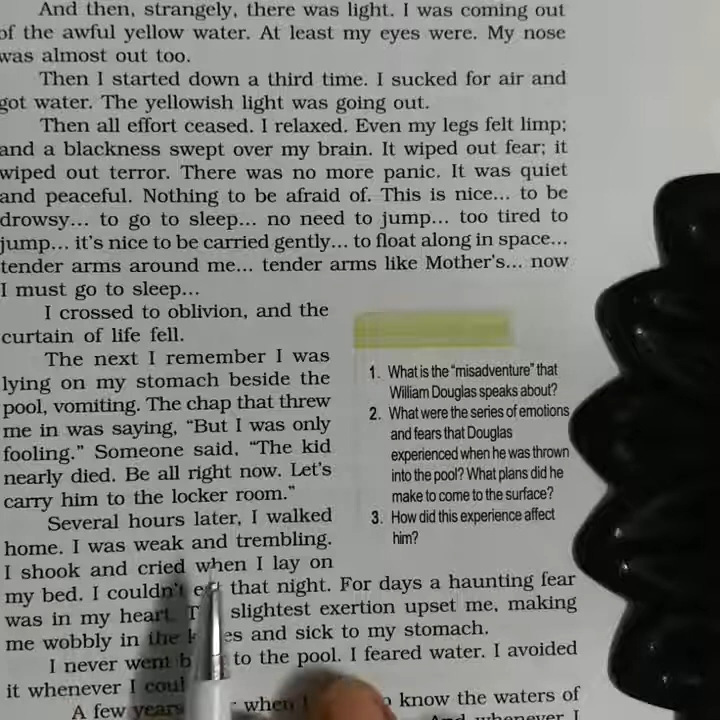 And then, strangely, there was light. I was coming out
of the awful yellow water. At least my eyes were. My nose
was almost out too.
Then I started down a third time. I sucked for air and
got water. The yellowish light was going out.
Then all effort ceased. I relaxed. Even my legs felt limp;
and a blackness swept over my brain. It wiped out fear; it
wiped out terror. There was no more panic. It was quiet
and peaceful. Nothing to be afraid of. This is nice... to be
drowsy... to go to sleep... no need to jump... too tired to
jump... it's nice to be carried gently... to float along in space...
tender arms around me... tender arms like Mother's... now
I must go to sleep...
I crossed to oblivion, and the
curtain of life fell.
The next I remember I was
lying on my stomach beside the
pool, vomiting. The chap that threw
me in was saying, “But I was only
fooling.” Someone said, “The kid
nearly died. Be all right now. Let's
carry him to the locker room.”
Several hours later, I walked
home. I was weak and trembling.
I shook and cried when I lay on
my bed. I couldn't that night. For days a haunting fear
was in my heart. slightest exertion upset me, making
me wobbly in the and sick to my stomach.
I never went to the pool. I feared water. I avoided
it whenever I
A few years when know the waters of
And whenever I
1. What is the “misadventure” that
William Douglas speaks about?
2. What were the series of emotions
and fears that Douglas
experienced when he was thrown
into the pool? What plans did he
make to come to the surface?
3. How did this experience affect
him?